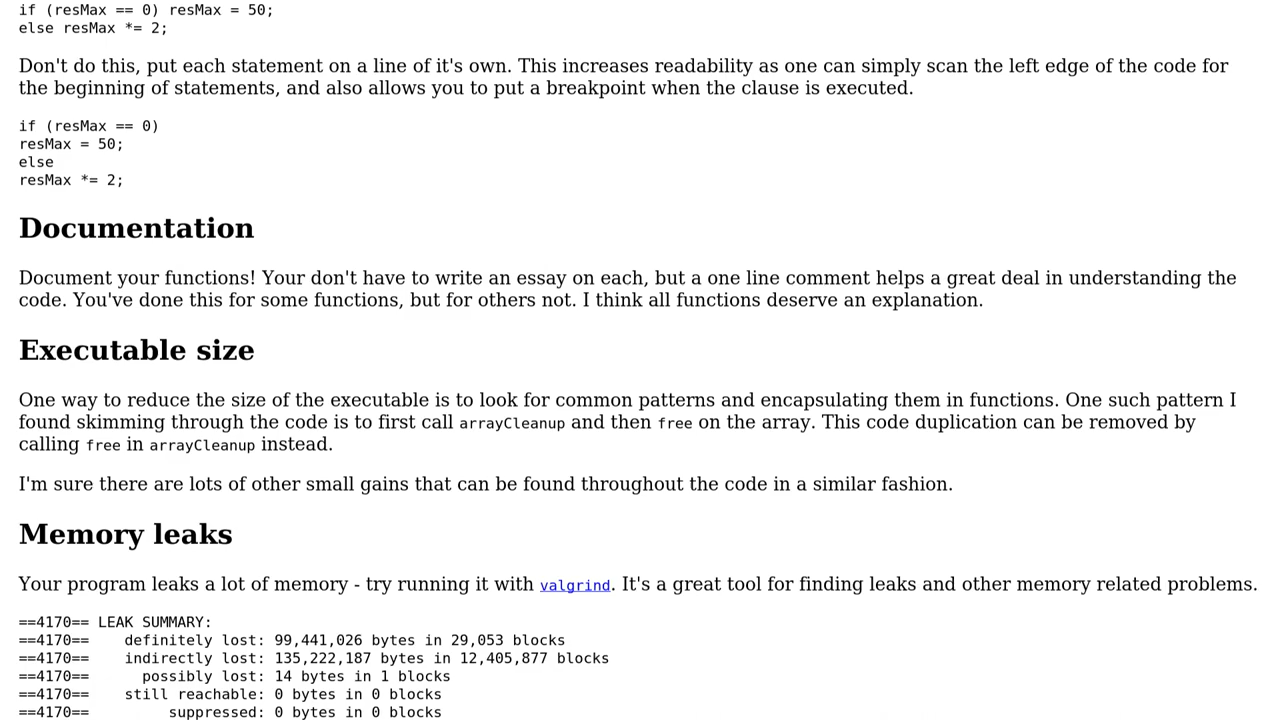 if (resMax == 0) resMax = 50;
else resMax *= 2;
Don't do this, put each statement on a line of it's own. This increases readability as one can simply scan the left edge of the code for
the beginning of statements, and also allows you to put a breakpoint when the clause is executed.
if (resMax == 0)
resMax = 50;
else
resMax *= 2;
Documentation
Document your functions! Your don't have to write an essay on each, but a one line comment helps a great deal in understanding the
code. You've done this for some functions, but for others not. I think all functions deserve an explanation.
Executable size
One way to reduce the size of the executable is to look for common patterns and encapsulating them in functions. One such pattern I
found skimming through the code is to first call arrayCleanup and then free on the array. This code duplication can be removed by
calling free in arrayCleanup instead.
I'm sure there are lots of other small gains that can be found throughout the code in a similar fashion.
Memory leaks
Your program leaks a lot of memory - try running it with valgrind. It's a great tool for finding leaks and other memory related problems.
==4170== LEAK SUMMARY:
==4170==    definitely lost: 99,441,026 bytes in 29,053 blocks
==4170==    indirectly lost: 135,222,187 bytes in 12,405,877 blocks
==4170==      possibly lost: 14 bytes in 1 blocks
==4170==    still reachable: 0 bytes in 0 blocks
==4170==         suppressed: 0 bytes in 0 blocks